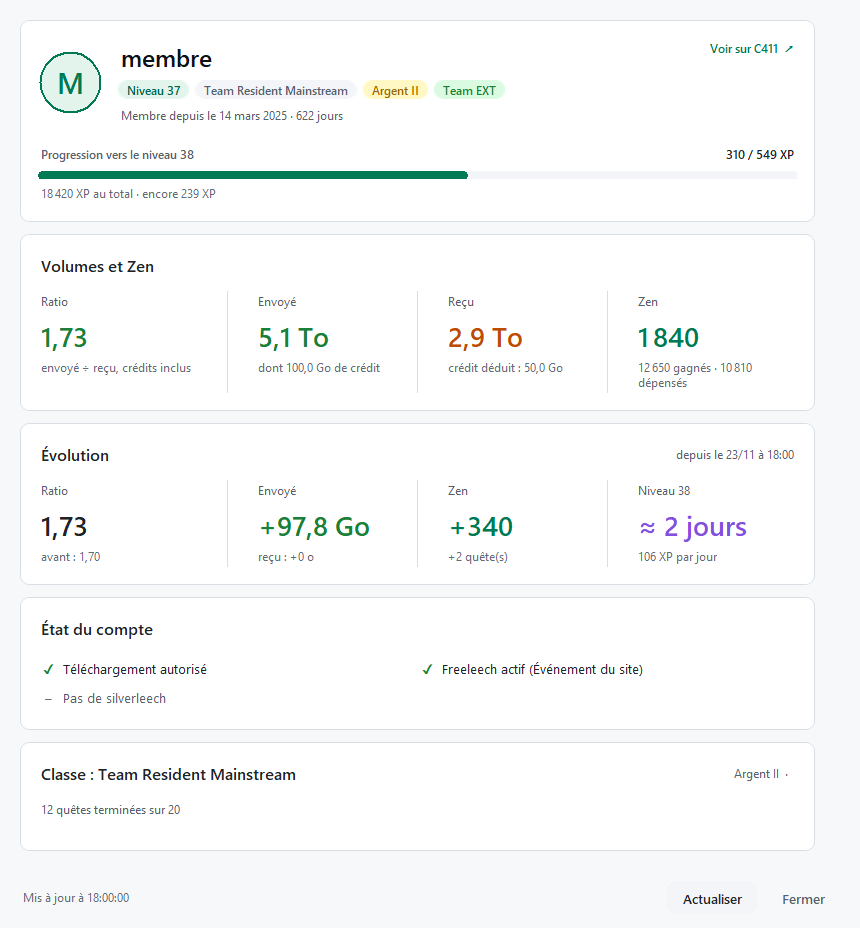 Voir sur C411 ↗
M
membre
Niveau 37 Team Resident Mainstream Argent II Team EXT
Membre depuis le 14 mars 2025 · 622 jours
Progression vers le niveau 38 310 / 549 XP
18 420 XP au total · encore 239 XP
Volumes et Zen
Ratio Envoyé Reçu Zen
1,73 5,1 To 2,9 To 1 840
envoyé ÷ reçu, crédits inclus dont 100,0 Go de crédit crédit déduit : 50,0 Go 12 650 gagnés · 10 810
dépensés
Évolution depuis le 23/11 à 18:00
Ratio Envoyé Zen Niveau 38
1,73 +97,8 Go +340 ≈ 2 jours
avant : 1,70 reçu : +0 o +2 quête(s) 106 XP par jour
État du compte
✓ Téléchargement autorisé ✓ Freeleech actif (Événement du site)
– Pas de silverleech
Classe : Team Resident Mainstream Argent II ·
12 quêtes terminées sur 20
Mis à jour à 18:00:00 Actualiser Fermer